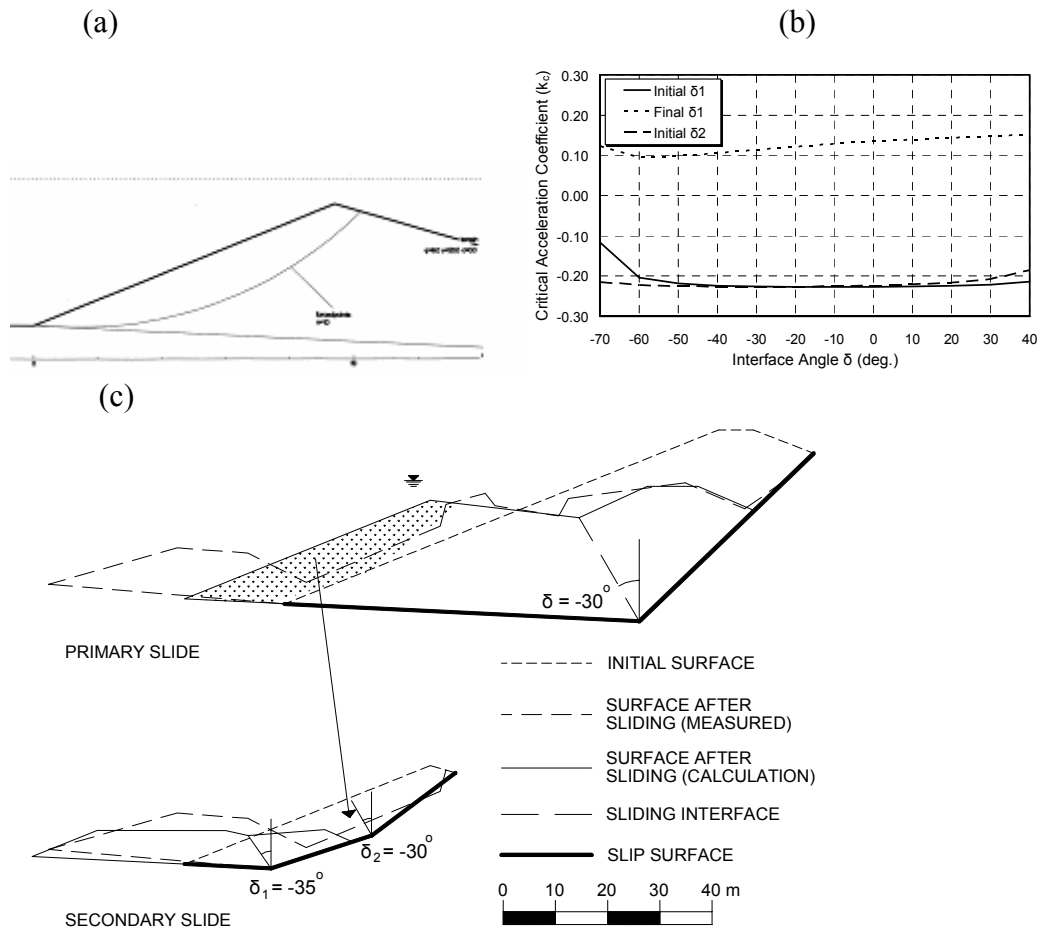 (a)
(b)
Critical Acceleration Coefficient (kc)
0.30
0.20
0.10
0.00
-0.10
-0.20
-0.30
Initial δ1
Final δ1
Initial δ2
-70 -60 -50 -40 -30 -20 -10 0 10 20 30 40
Interface Angle δ (deg.)
(c)
δ = -30°
PRIMARY SLIDE
INITIAL SURFACE
SURFACE AFTER
SLIDING (MEASURED)
SURFACE AFTER
SLIDING (CALCULATION)
SLIDING INTERFACE
SLIP SURFACE
δ2 = -30°
δ1 = -35°
SECONDARY SLIDE
0 10 20 30 40 m